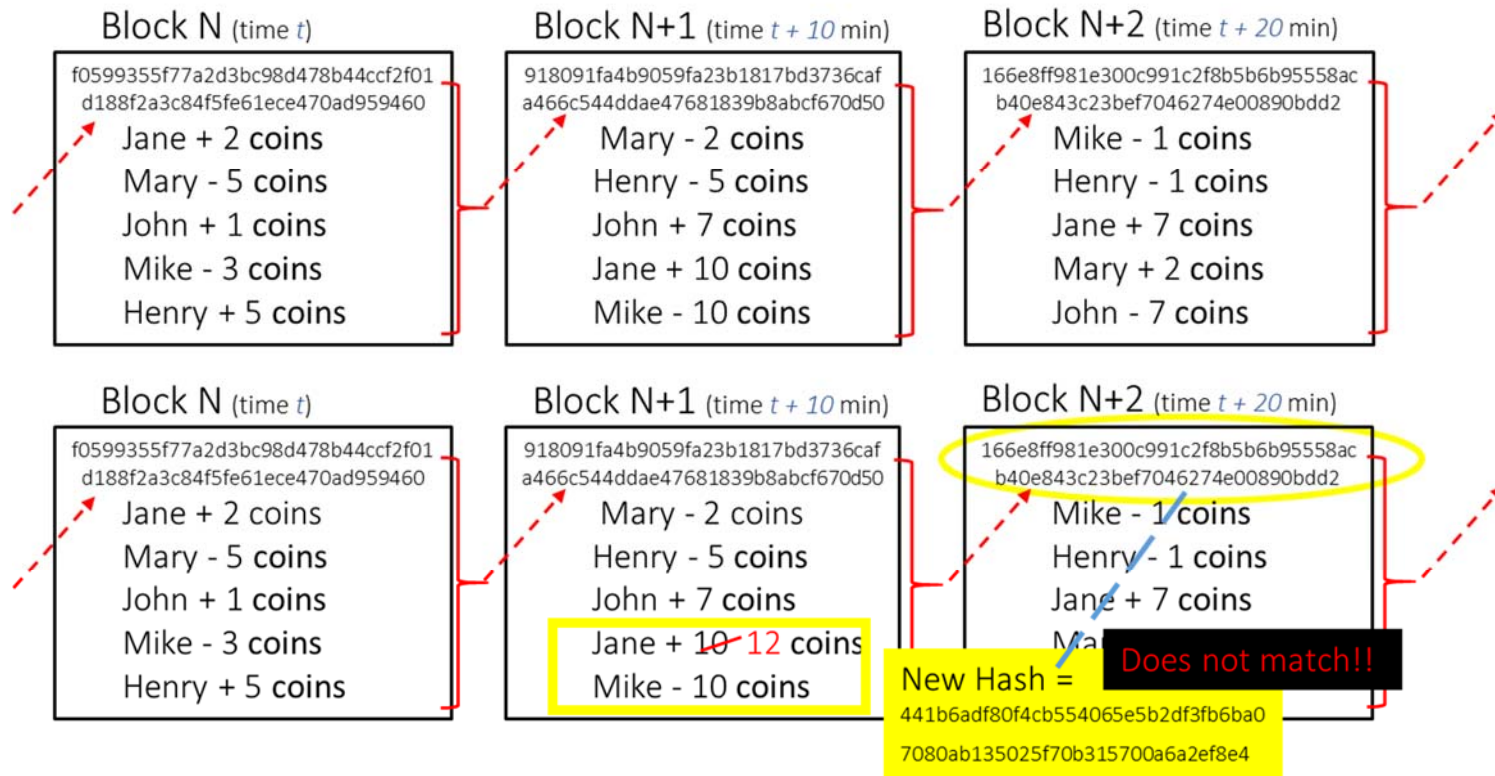 Block N (time t)
f0599355f77a2d3bc98d478b44ccf2f01
d188f2a3c84f5fe61ece470ad959460
Jane + 2 coins
Mary - 5 coins
John + 1 coins
Mike - 3 coins
Henry + 5 coins
Block N+1 (time t + 10 min)
918091fa4b9059fa23b1817bd3736caf
a466c544ddae47681839b8abcf670d50
Mary - 2 coins
Henry - 5 coins
John + 7 coins
Jane + 10 coins
Mike - 10 coins
Block N+2 (time t + 20 min)
166e8ff981e300c991c2f8b5b6b95558ac
b40e843c23bef7046274e00890bdd2
Mike - 1 coins
Henry - 1 coins
Jane + 7 coins
Mary + 2 coins
John - 7 coins
Block N (time t)
f0599355f77a2d3bc98d478b44ccf2f01
d188f2a3c84f5fe61ece470ad959460
Jane + 2 coins
Mary - 5 coins
John + 1 coins
Mike - 3 coins
Henry + 5 coins
Block N+1 (time t + 10 min)
918091fa4b9059fa23b1817bd3736caf
a466c544ddae47681839b8abcf670d50
Mary - 2 coins
Henry - 5 coins
John + 7 coins
Jane + 10 12 coins
Mike - 10 coins
Block N+2 (time t + 20 min)
166e8ff981e300c991c2f8b5b6b95558ac
b40e843c23bef7046274e00890bdd2
Mike - 1 coins
Henry - 1 coins
Jane + 7 coins
Does not match!!
New Hash =
441b6adf80f4cb554065e5b2df3fb6ba0
7080ab135025f70b315700a6a2ef8e4